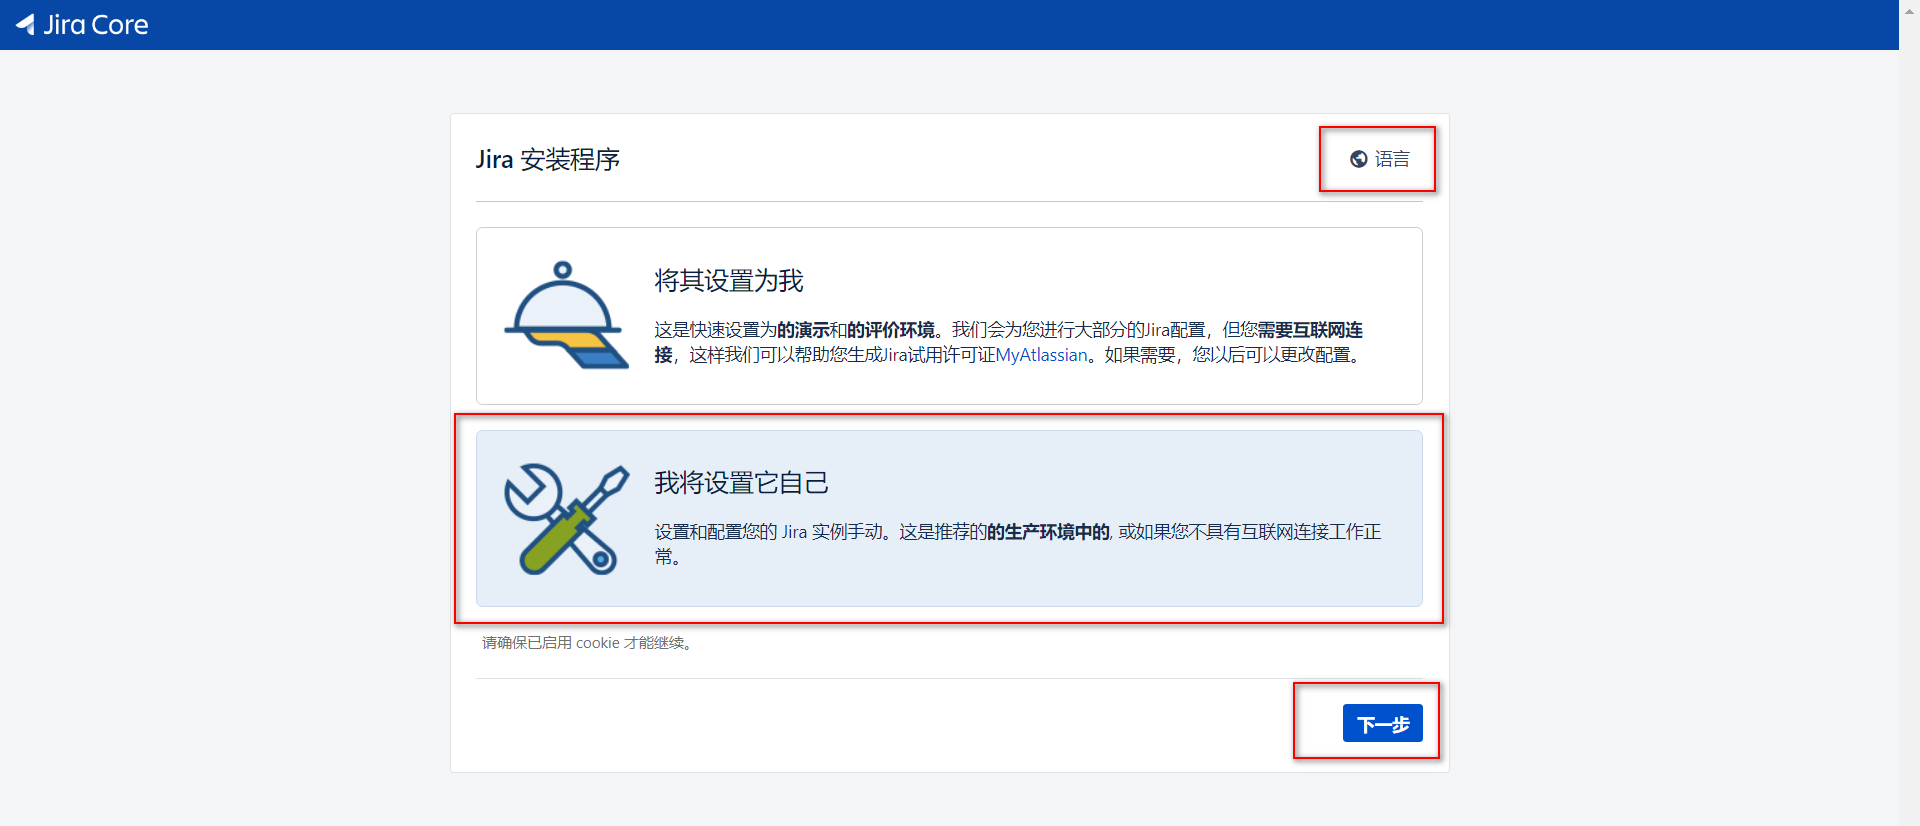 Jira Core
Jira 安装程序
语言
将其设置为我
这是快速设置为的演示和的评价环境。我们会为您进行大部分的Jira配置，但您需要互联网连
接，这样我们可以帮助您生成Jira试用许可证MyAtlassian。如果需要，您以后可以更改配置。
我将设置它自己
设置和配置您的 Jira 实例手动。这是推荐的的生产环境中的, 或如果您不具有互联网连接工作正
常。
请确保已启用 cookie 才能继续。
下一步